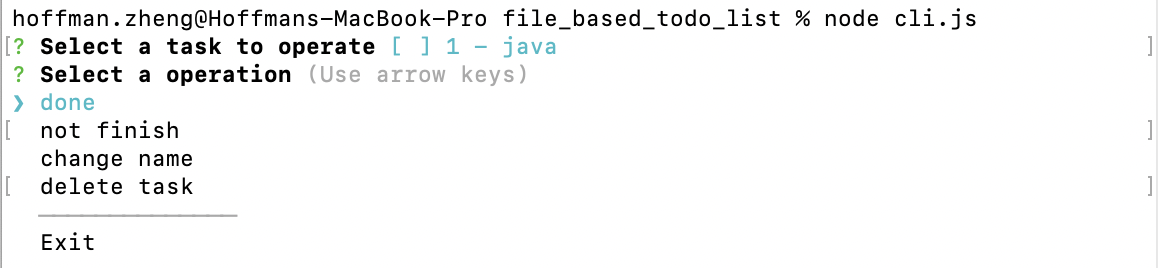 hoffman.zheng@Hoffmans-MacBook-Pro file_based_todo_list % node cli.js
[? Select a task to operate [ ] 1 - java ]
? Select a operation (Use arrow keys)
❯ done
[ not finish ]
change name
[ delete task ]
──────────────
Exit